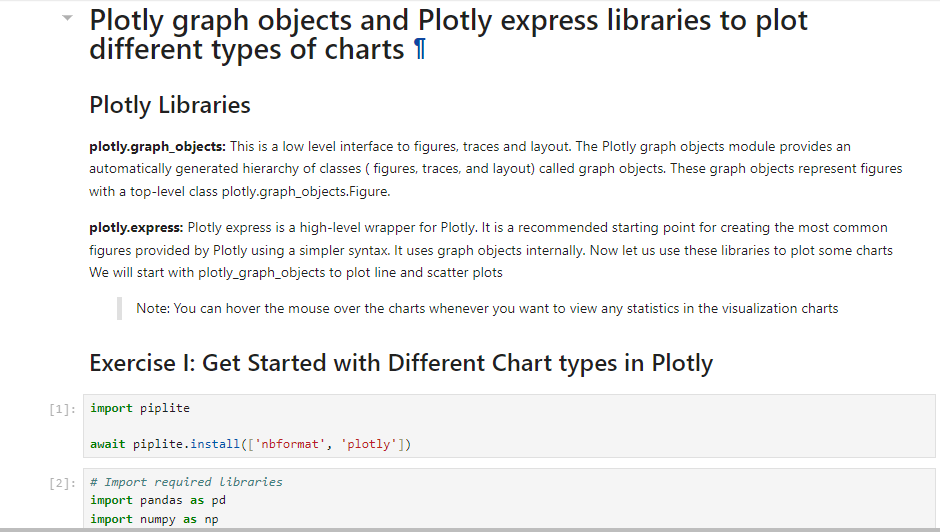 Plotly graph objects and Plotly express libraries to plot
different types of charts ¶
Plotly Libraries
plotly.graph_objects: This is a low level interface to figures, traces and layout. The Plotly graph objects module provides an
automatically generated hierarchy of classes ( figures, traces, and layout) called graph objects. These graph objects represent figures
with a top-level class plotly.graph_objects.Figure.
plotly.express: Plotly express is a high-level wrapper for Plotly. It is a recommended starting point for creating the most common
figures provided by Plotly using a simpler syntax. It uses graph objects internally. Now let us use these libraries to plot some charts
We will start with plotly_graph_objects to plot line and scatter plots
Note: You can hover the mouse over the charts whenever you want to view any statistics in the visualization charts
Exercise I: Get Started with Different Chart types in Plotly
[1]: import piplite
await piplite.install(['nbformat', 'plotly'])
[2]: # Import required libraries
import pandas as pd
import numpy as np